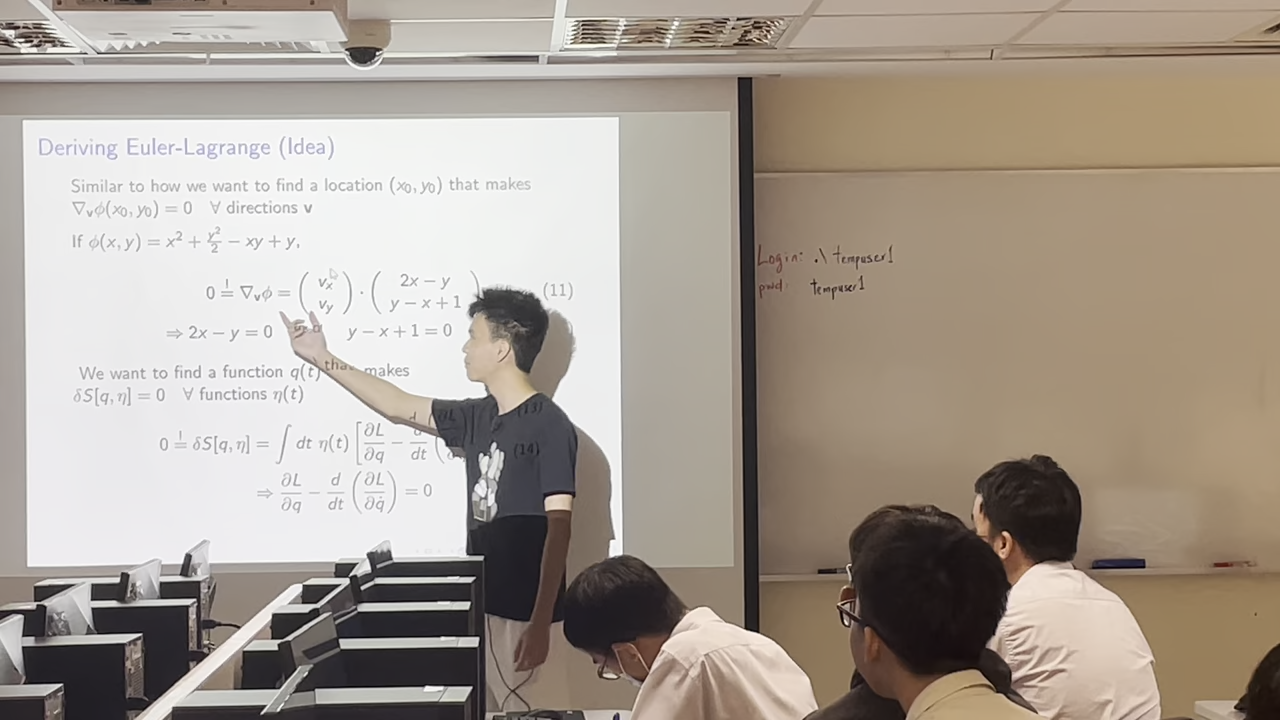 Deriving Euler-Lagrange (Idea)
Similar to how we want to find a location (x₀, y₀) that makes
∇ᵥϕ(x₀, y₀) = 0 ∀ directions v
If ϕ(x, y) = x² + y²/2 − xy + y,
0 =! ∇ᵥϕ = ( vₓ v_y ) · ( 2x − y y − x + 1 ) (11)
⇒ 2x − y = 0 y − x + 1 = 0
We want to find a function q(t) that makes
δS[q, η] = 0 ∀ functions η(t)
(13)
0 =! δS[q, η] = ∫ dt η(t) [ ∂L/∂q − d/dt (
(14)
⇒ ∂L/∂q − d/dt (∂L/∂q̇) = 0
Login: .\tempuser1
pwd: tempuser1